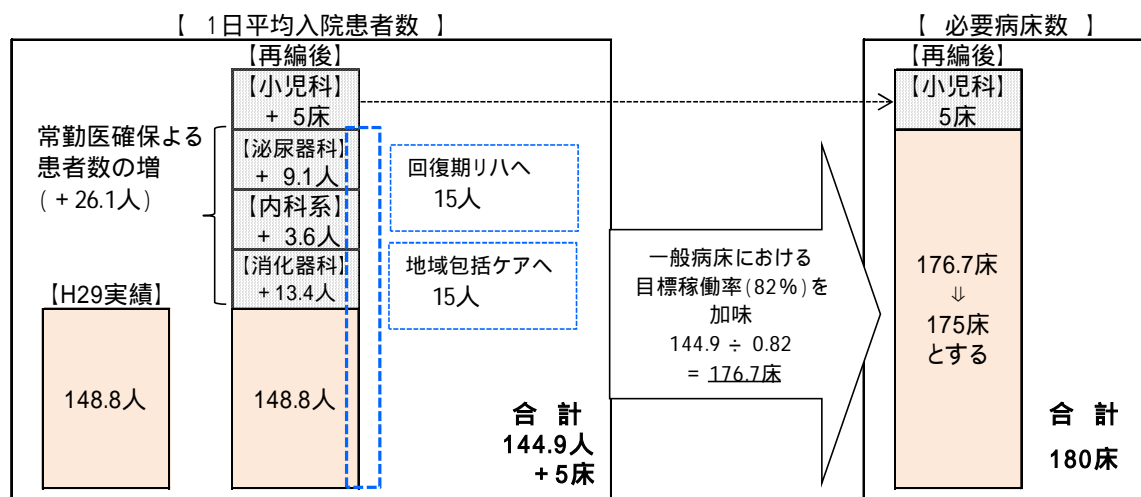 【 1日平均入院患者数 】
【再編後】
【小児科】
+ 5床
常勤医確保よる
患者数の増
(+26.1人)
【泌尿器科】
+ 9.1人
【内科系】
+ 3.6人
【消化器科】
+13.4人
【H29実績】
148.8人
148.8人
回復期リハへ
15人
地域包括ケアへ
15人
合 計
144.9人
+5床
一般病床における
目標稼働率(82%)を
加味
144.9 ÷ 0.82
= 176.7床
【 必要病床数 】
【再編後】
【小児科】
5床
176.7床
⇓
175床
とする
合 計
180床